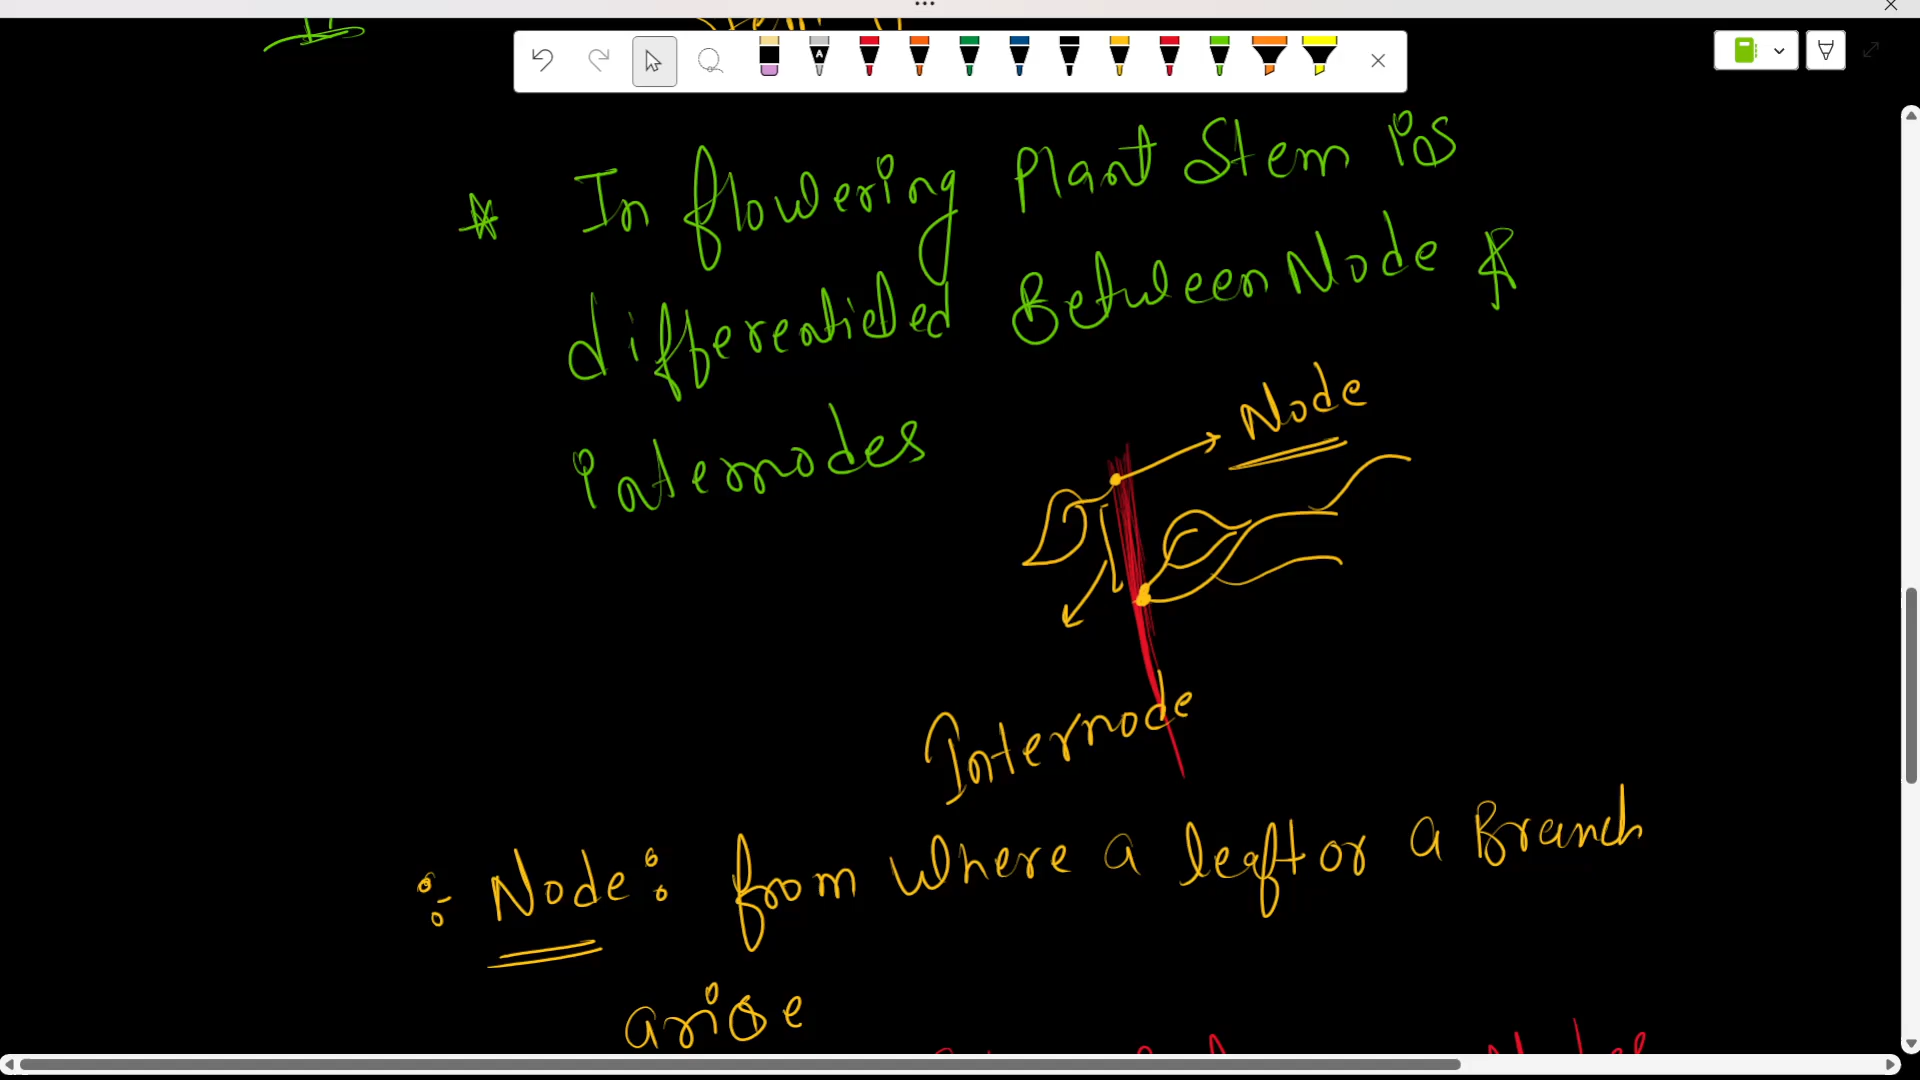 * In flowering Plant Stem is
differentiated Between Node &
internodes
Node
Internode
Node: from where a leaf or a Branch
arise